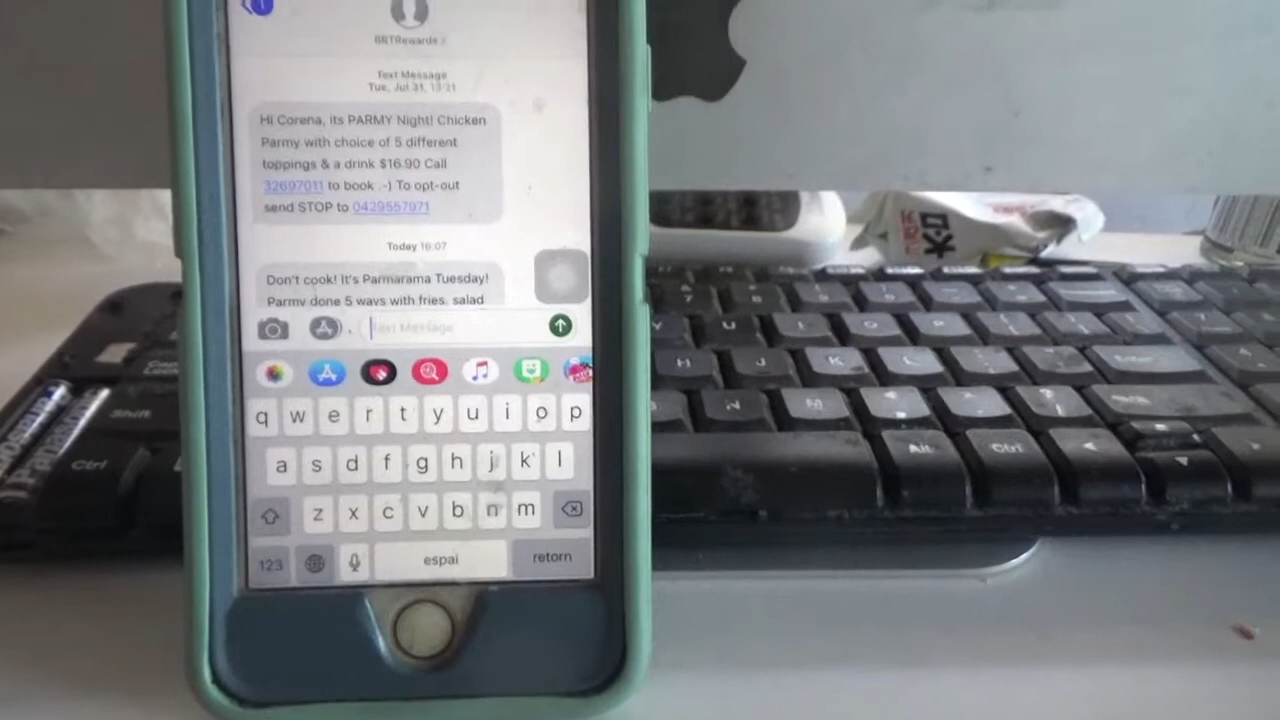 BRTRewards >
Text Message
Tue, Jul 31, 13:21
Hi Corena, its PARMY Night! Chicken
Parmy with choice of 5 different
toppings & a drink $16.90 Call
32697011 to book :-) To opt-out
send STOP to 0429557971
Today 16:07
Don't cook! It's Parmarama Tuesday!
Parmy done 5 ways with fries, salad
Text Message
q w e r t y u i o p
a s d f g h j k l
z x c v b n m
123 espai retorn
Y U I O P
H J K L Enter
N M
Shift
Ctrl
Alt Ctrl